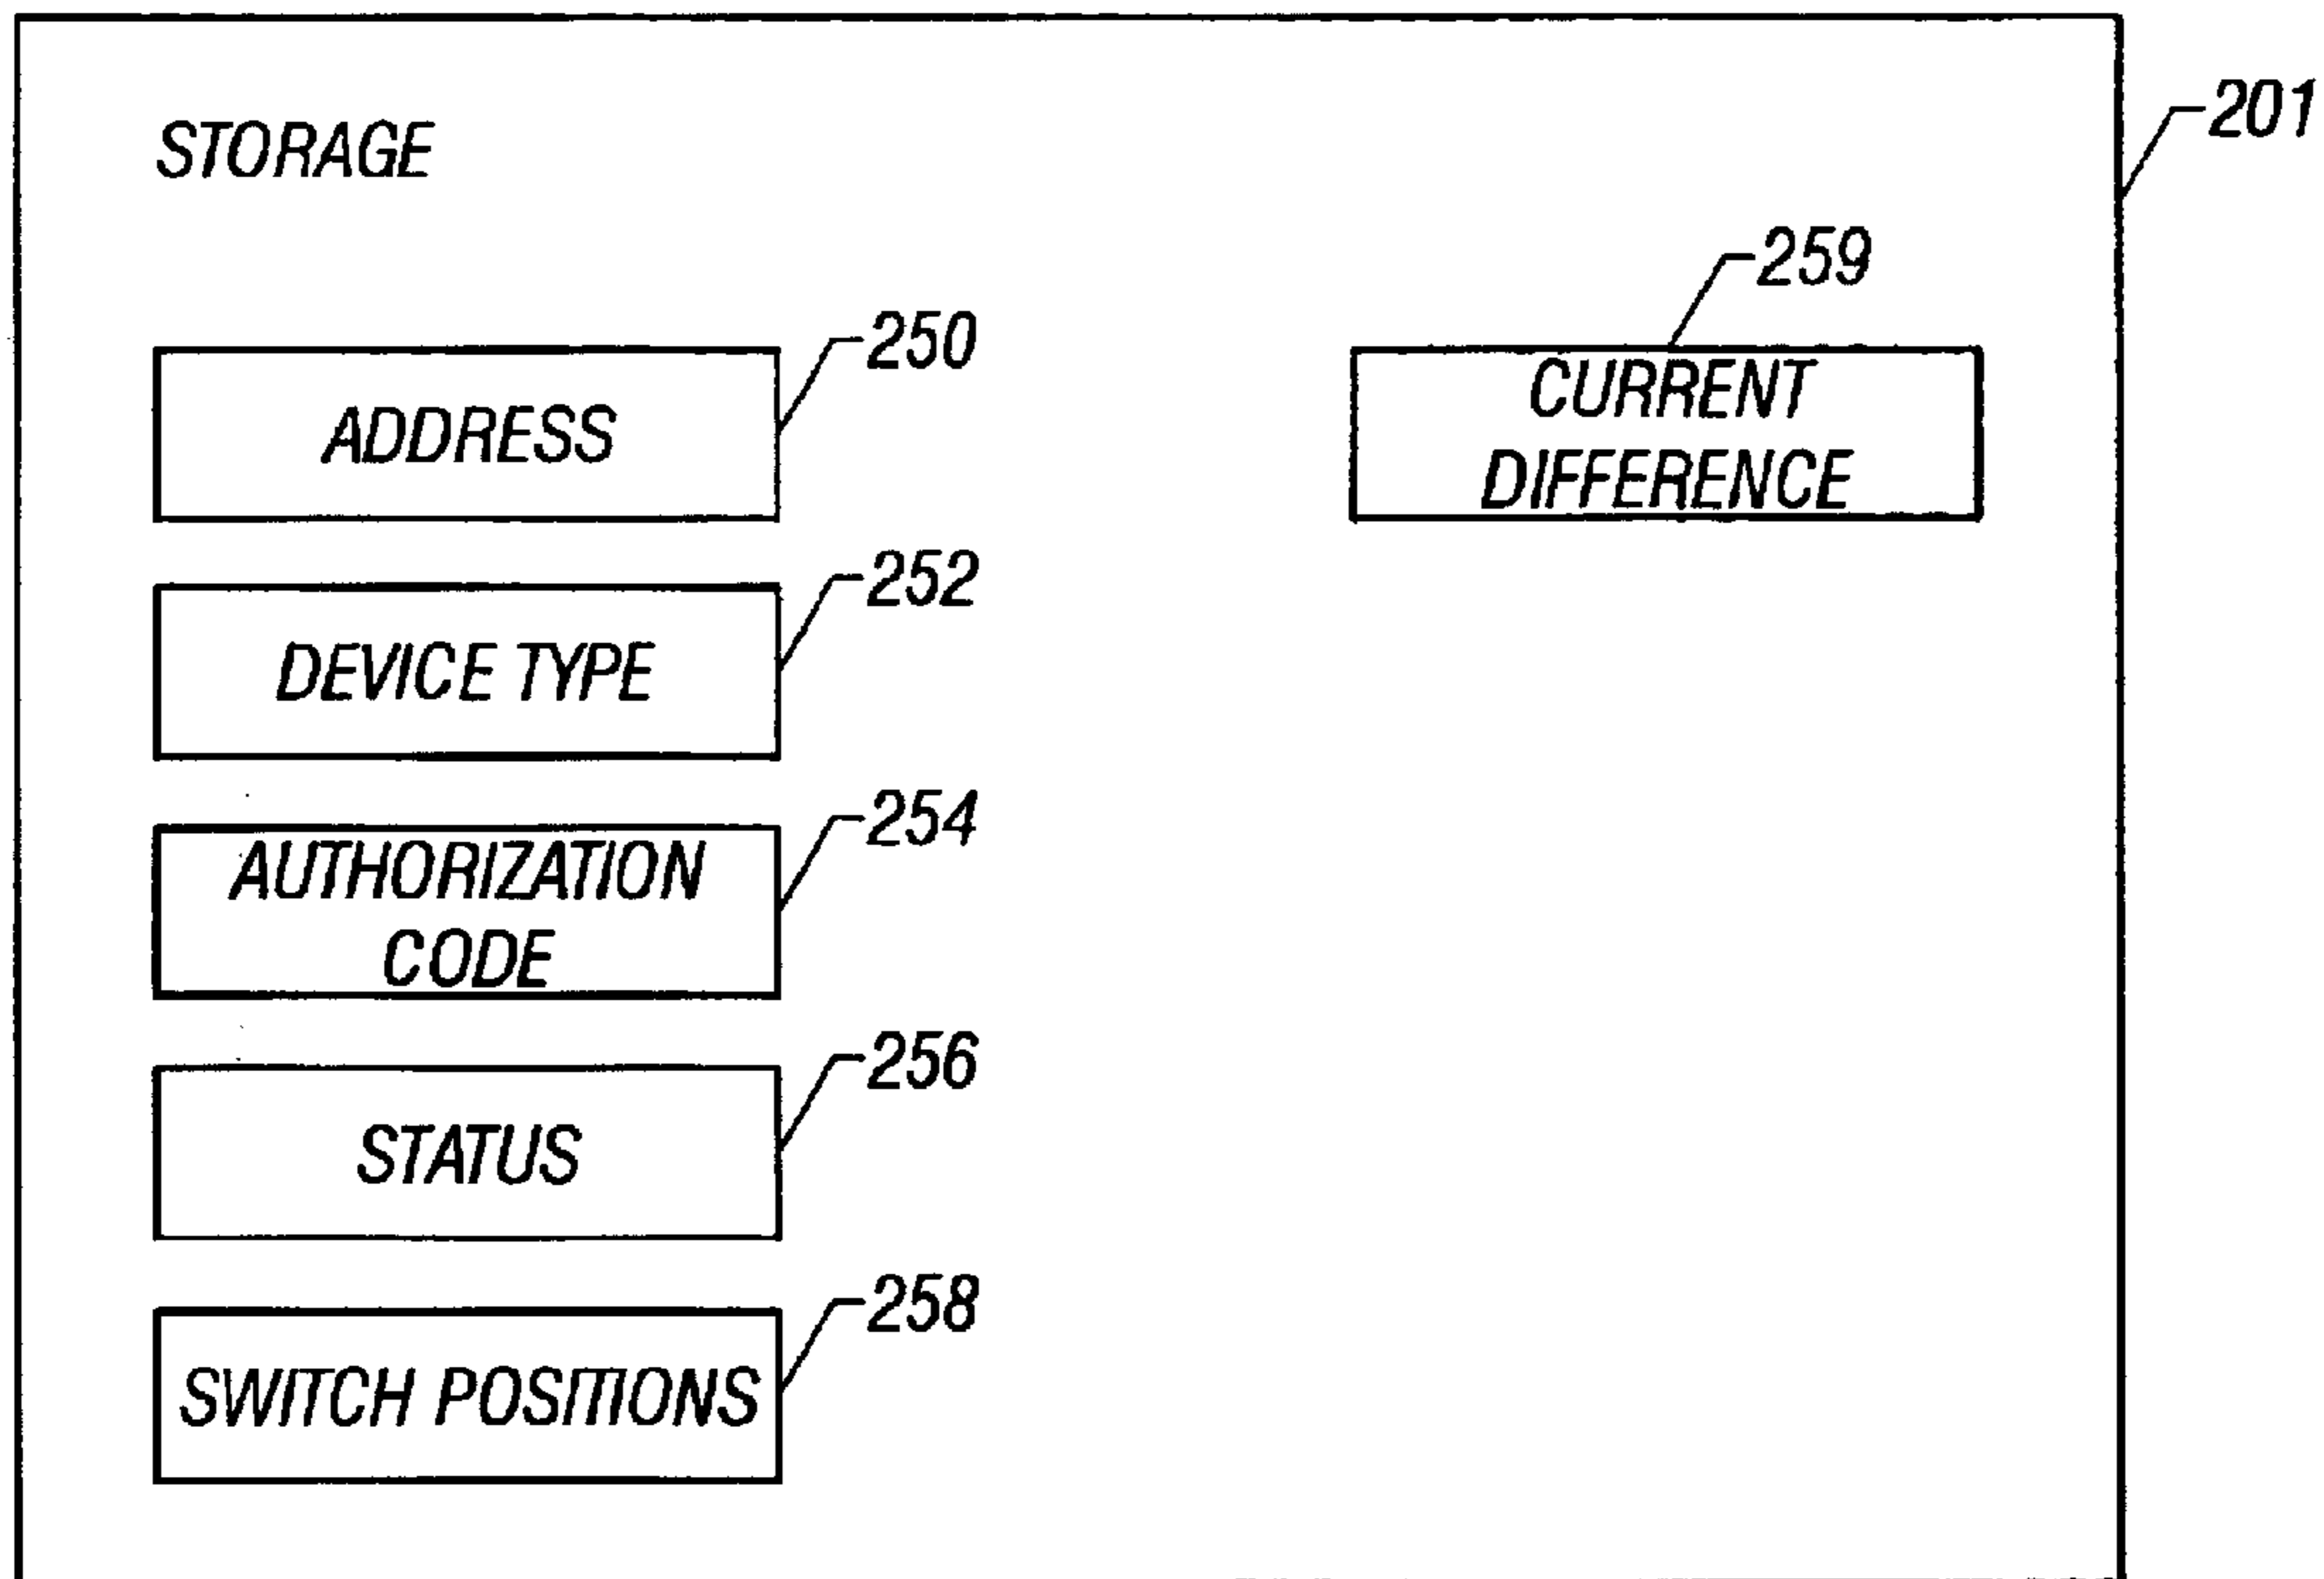 STORAGE
201
259
250
ADDRESS
CURRENT
DIFFERENCE
252
DEVICE TYPE
254
AUTHORIZATION
CODE
256
STATUS
258
SWITCH POSITIONS